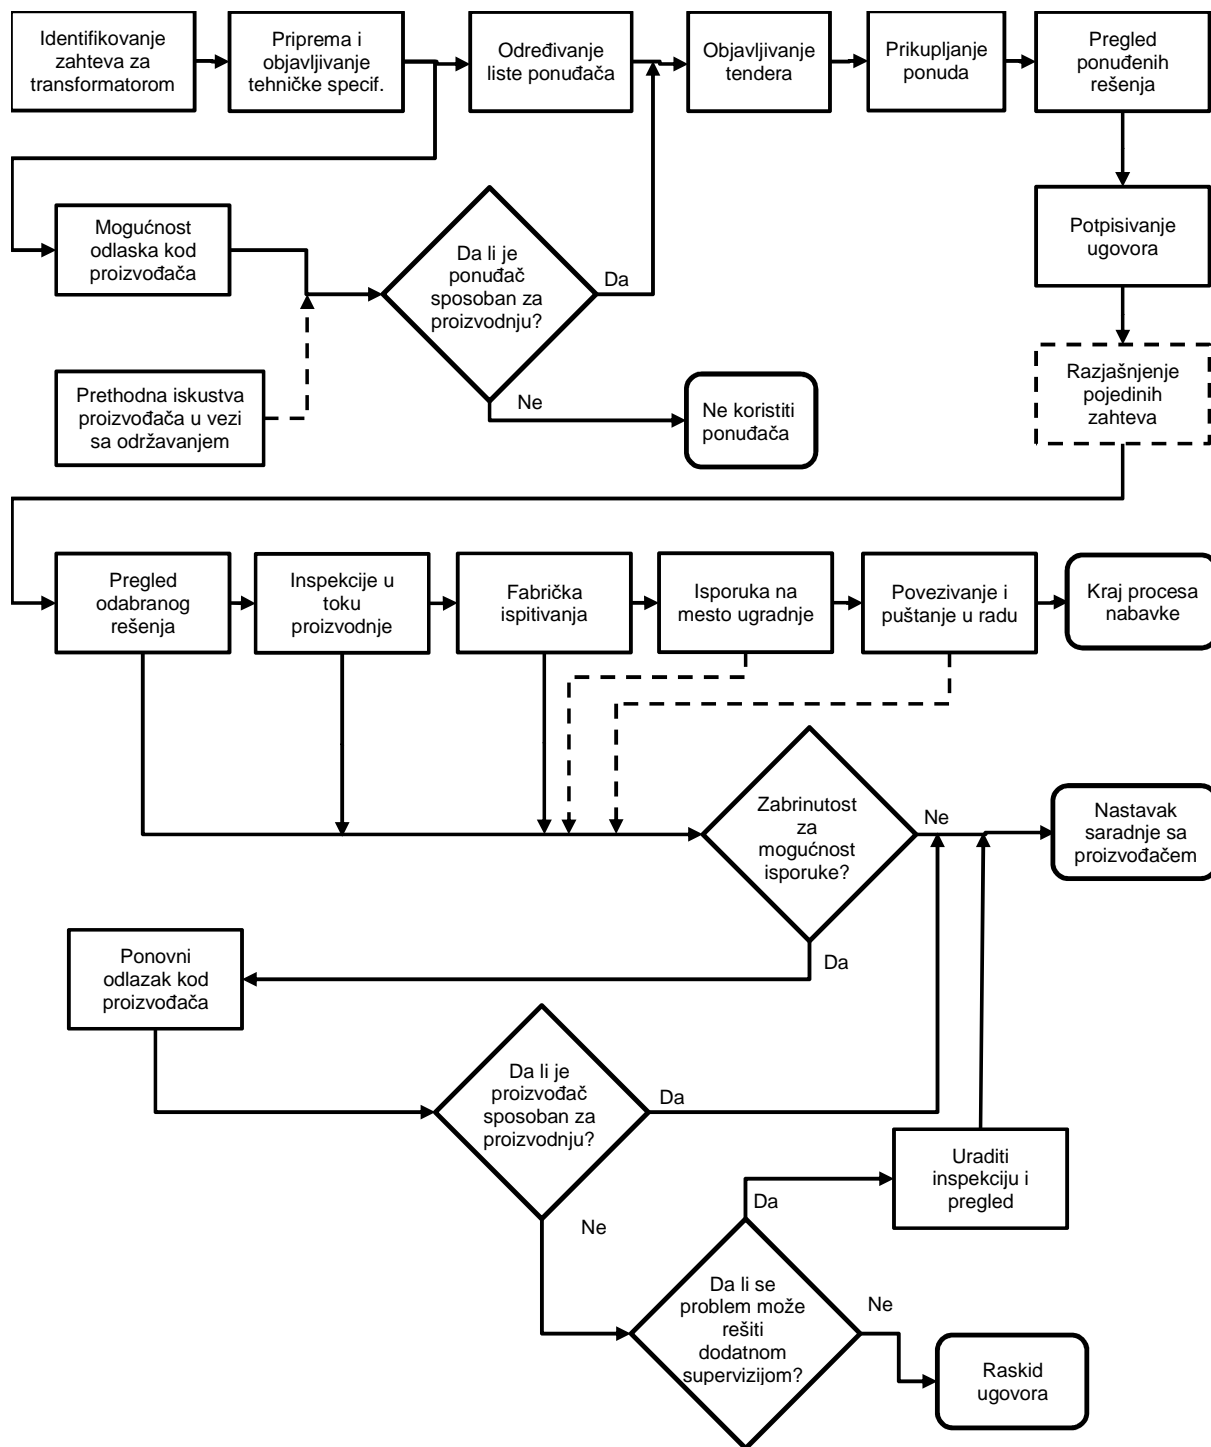 Identifikovanje
zahteva za
transformatorom
Priprema i
objavljivanje
tehničke specif.
Određivanje
liste ponuđača
Objavljivanje
tendera
Prikupljanje
ponuda
Pregled
ponuđenih
rešenja
Mogućnost
odlaska kod
proizvođača
Da li je
ponuđač
sposoban za
proizvodnju?
Da
Potpisivanje
ugovora
Prethodna iskustva
proizvođača u vezi
sa održavanjem
Ne
Ne koristiti
ponuđača
Razjašnjenje
pojedinih
zahteva
Pregled
odabranog
rešenja
Inspekcije u
toku
proizvodnje
Fabrička
ispitivanja
Isporuka na
mesto ugradnje
Povezivanje i
puštanje u radu
Kraj procesa
nabavke
Zabrinutost
za
mogućnost
isporuke?
Ne
Nastavak
saradnje sa
proizvođačem
Da
Ponovni
odlazak kod
proizvođača
Da li je
proizvođač
sposoban za
proizvodnju?
Da
Ne
Uraditi
inspekciju i
pregled
Da
Da li se
problem može
rešiti
dodatnom
supervizijom?
Ne
Raskid
ugovora